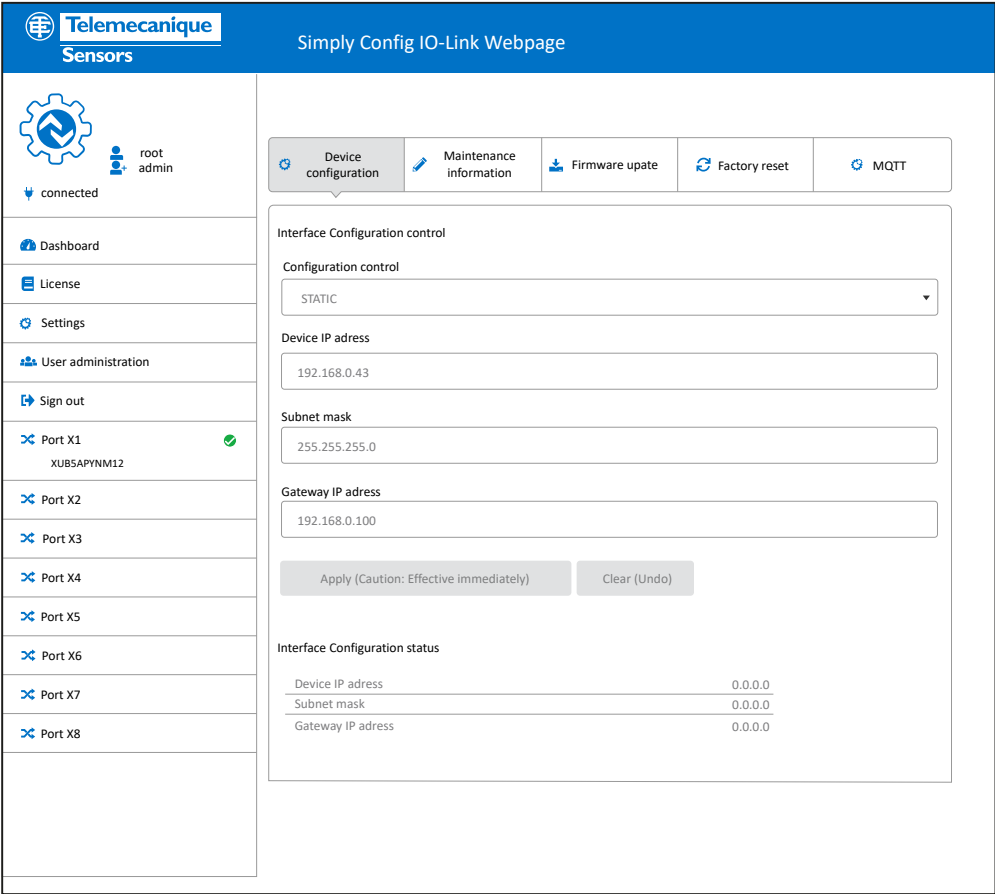 Telemecanique
Sensors
Simply Config IO-Link Webpage
root
admin
connected
Dashboard
License
Settings
User administration
Sign out
Port X1
XUB5APYNM12
Port X2
Port X3
Port X4
Port X5
Port X6
Port X7
Port X8
Device
configuration
Maintenance
information
Firmware upate
Factory reset
MQTT
Interface Configuration control
Configuration control
STATIC
Device IP adress
192.168.0.43
Subnet mask
255.255.255.0
Gateway IP adress
192.168.0.100
Apply (Caution: Effective immediately)
Clear (Undo)
Interface Configuration status
Device IP adress 0.0.0.0
Subnet mask 0.0.0.0
Gateway IP adress 0.0.0.0